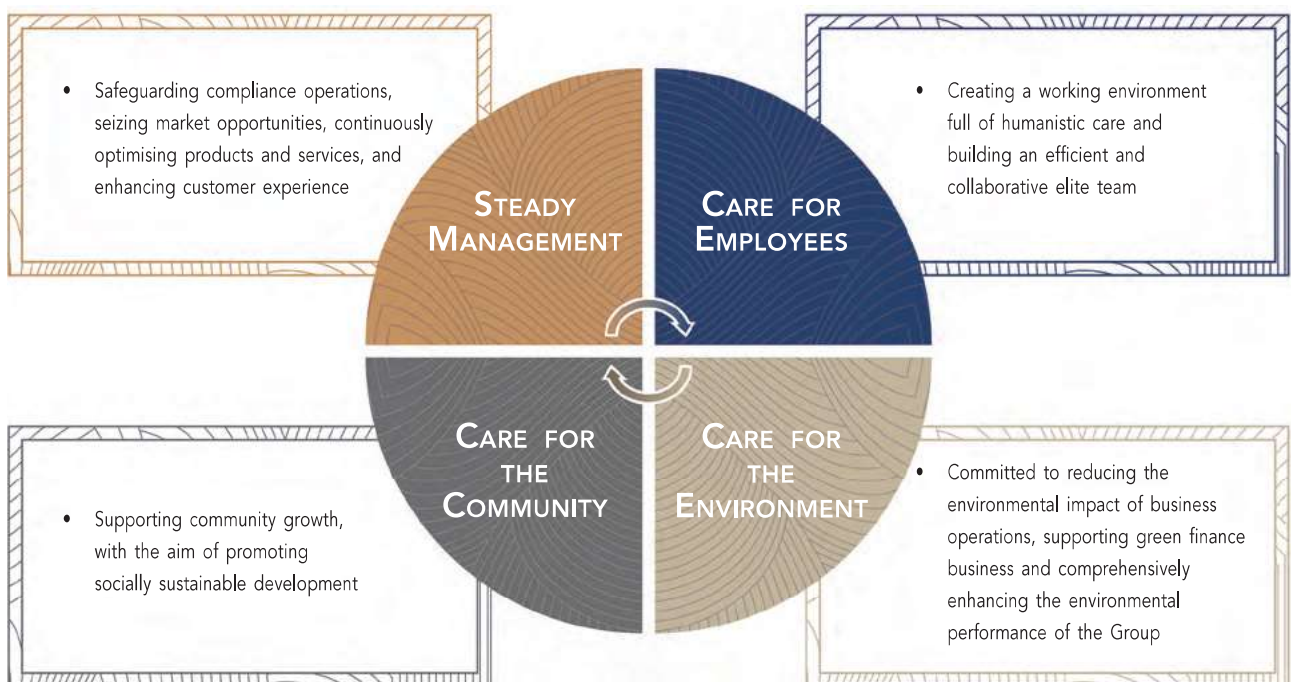 • Safeguarding compliance operations,
seizing market opportunities, continuously
optimising products and services, and
enhancing customer experience
STEADY
MANAGEMENT
CARE FOR
EMPLOYEES
• Creating a working environment
full of humanistic care and
building an efficient and
collaborative elite team
• Supporting community growth,
with the aim of promoting
socially sustainable development
CARE FOR
THE
COMMUNITY
CARE FOR
THE
ENVIRONMENT
• Committed to reducing the
environmental impact of business
operations, supporting green finance
business and comprehensively
enhancing the environmental
performance of the Group